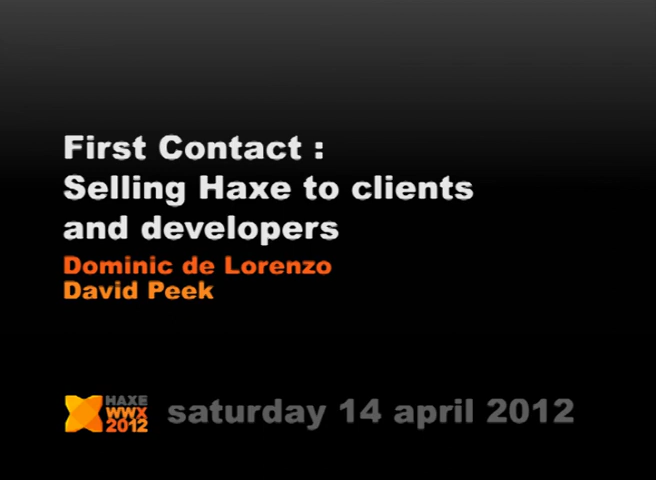 First Contact :
Selling Haxe to clients
and developers
Dominic de Lorenzo
David Peek
HAXE
WWX
2012
saturday 14 april 2012